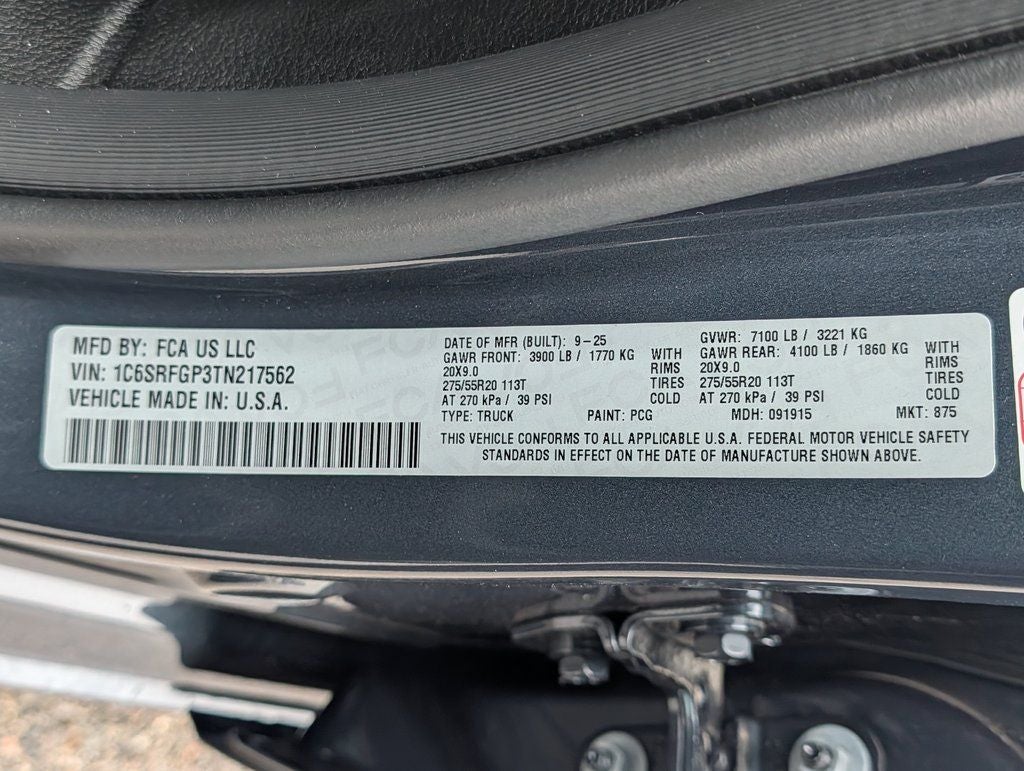 MFD BY: FCA US LLC
VIN: 1C6SRFGP3TN217562
VEHICLE MADE IN: U.S.A.
DATE OF MFR (BUILT): 9-25
GAWR FRONT: 3900 LB / 1770 KG WITH
20X9.0 RIMS
275/55R20 113T TIRES
AT 270 kPa / 39 PSI COLD
GVWR: 7100 LB / 3221 KG
GAWR REAR: 4100 LB / 1860 KG WITH
20X9.0 RIMS
275/55R20 113T TIRES
AT 270 kPa / 39 PSI COLD
TYPE: TRUCK PAINT: PCG MDH: 091915 MKT: 875
THIS VEHICLE CONFORMS TO ALL APPLICABLE U.S.A. FEDERAL MOTOR VEHICLE SAFETY
STANDARDS IN EFFECT ON THE DATE OF MANUFACTURE SHOWN ABOVE.